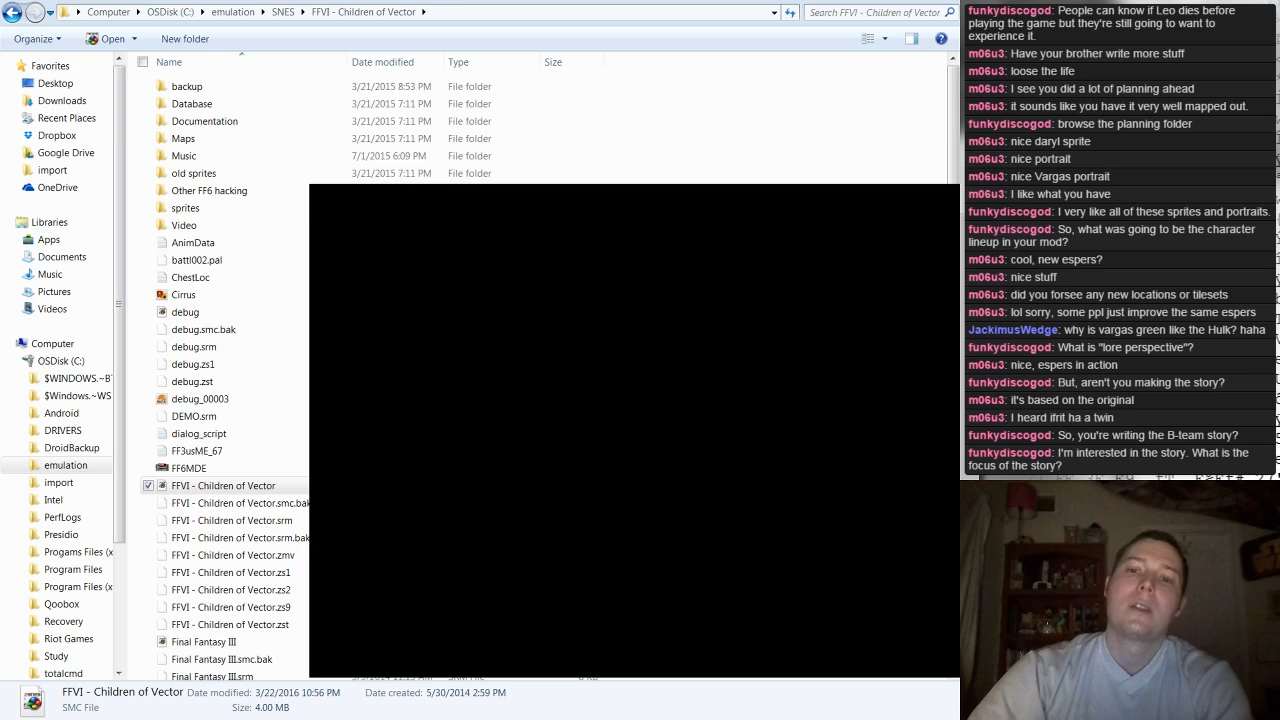 Computer OSDisk (C:) emulation SNES FFVI - Children of Vector
Search FFVI - Children of Vector
Organize Open New folder
Favorites
Desktop
Downloads
Recent Places
Dropbox
Google Drive
import
OneDrive
Libraries
Apps
Documents
Music
Pictures
Videos
Computer
OSDisk (C:)
$WINDOWS.~BT
$Windows.~WS
Android
DRIVERS
DroidBackup
emulation
import
Intel
PerfLogs
Presidio
Progams Files (x
Program Files
Program Files (x
Qoobox
Recovery
Riot Games
Study
totalcmd
Name Date modified Type Size
backup 3/21/2015 8:53 PM File folder
Database 3/21/2015 7:11 PM File folder
Documentation 3/21/2015 7:11 PM File folder
Maps 3/21/2015 7:11 PM File folder
Music 7/1/2015 6:09 PM File folder
old sprites 3/21/2015 7:11 PM File folder
Other FF6 hacking
sprites
Video
AnimData
battl002.pal
ChestLoc
Cirrus
debug
debug.smc.bak
debug.srm
debug.zs1
debug.zst
debug_00003
DEMO.srm
dialog_script
FF3usME_67
FF6MDE
FFVI - Children of Vector
FFVI - Children of Vector.smc.bak
FFVI - Children of Vector.srm
FFVI - Children of Vector.srm.bak
FFVI - Children of Vector.zmv
FFVI - Children of Vector.zs1
FFVI - Children of Vector.zs2
FFVI - Children of Vector.zs9
FFVI - Children of Vector.zst
Final Fantasy III
Final Fantasy III.smc.bak
Final Fantasy III.srm
FFVI - Children of Vector Date modified: 3/22/2016 10:56 PM Date created: 5/30/2014 2:59 PM
SMC File Size: 4.00 MB
funkydiscogod: People can know if Leo dies before
playing the game but they're still going to want to
experience it.
m06u3: Have your brother write more stuff
m06u3: loose the life
m06u3: I see you did a lot of planning ahead
m06u3: it sounds like you have it very well mapped out.
funkydiscogod: browse the planning folder
m06u3: nice daryl sprite
m06u3: nice portrait
m06u3: nice Vargas portrait
m06u3: I like what you have
funkydiscogod: I very like all of these sprites and portraits.
funkydiscogod: So, what was going to be the character
lineup in your mod?
m06u3: cool, new espers?
m06u3: nice stuff
m06u3: did you forsee any new locations or tilesets
m06u3: lol sorry, some ppl just improve the same espers
JackimusWedge: why is vargas green like the Hulk? haha
funkydiscogod: What is "lore perspective"?
m06u3: nice, espers in action
funkydiscogod: But, aren't you making the story?
m06u3: it's based on the original
m06u3: I heard ifrit ha a twin
funkydiscogod: So, you're writing the B-team story?
funkydiscogod: I'm interested in the story. What is the
focus of the story?